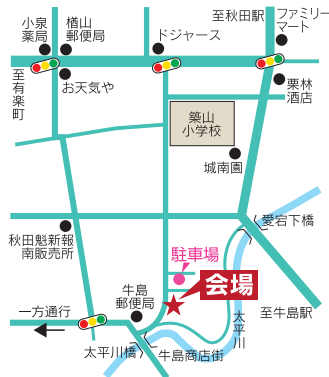 小泉
薬局
楢山
郵便局
ドジャース
至秋田駅
ファミリー
マート
至有楽町
お天気や
栗林
酒店
築山
小学校
城南園
愛宕下橋
秋田魁新報
南販売所
駐車場
会場
牛島
郵便局
一方通行
太平川
至牛島駅
太平川橋
牛島商店街